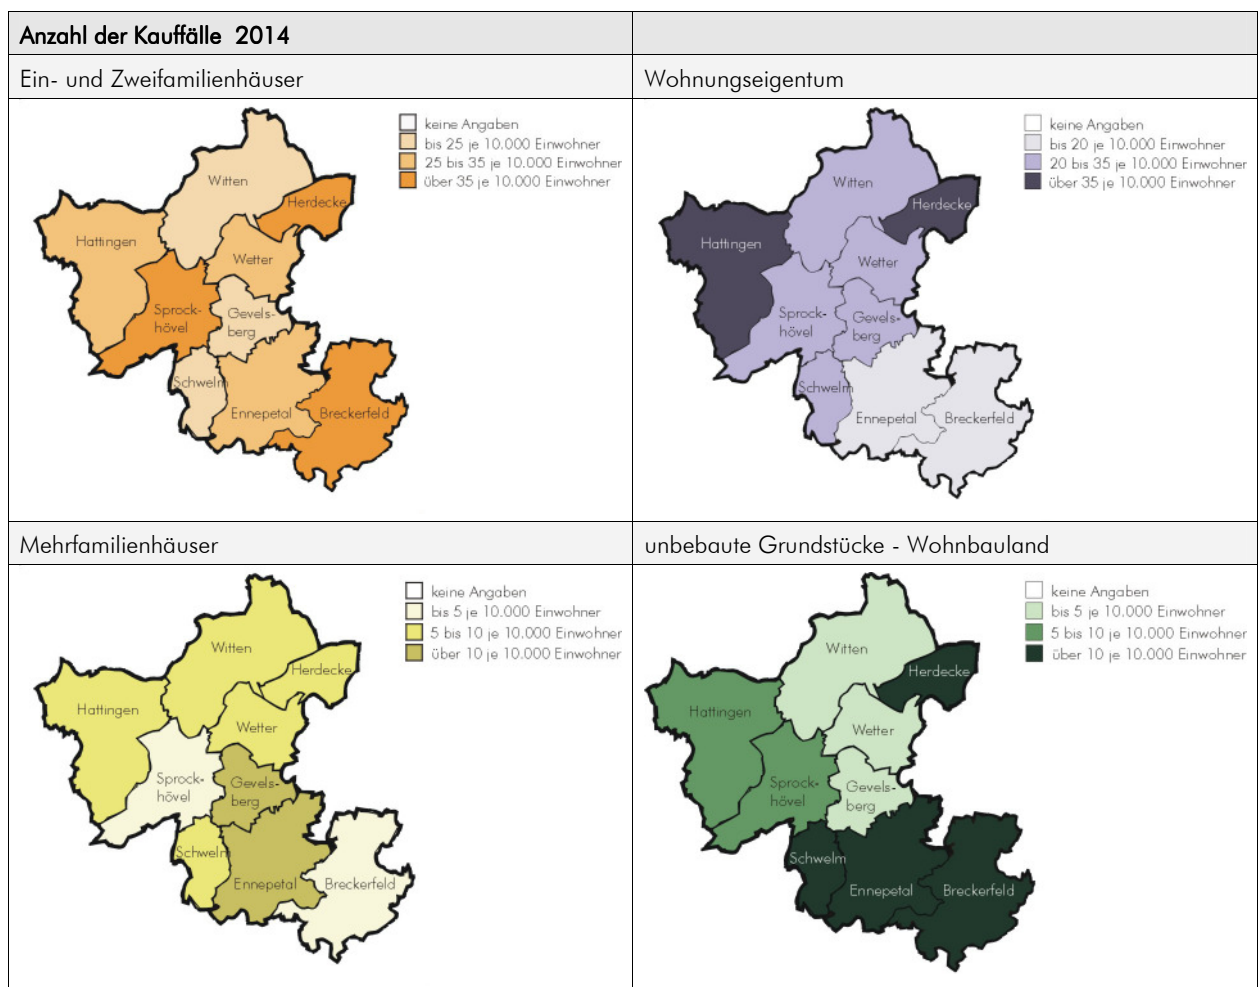 Anzahl der Kauffälle 2014
Ein- und Zweifamilienhäuser
Wohnungseigentum
keine Angaben
bis 25 je 10.000 Einwohner
25 bis 35 je 10.000 Einwohner
über 35 je 10.000 Einwohner
Witten
Herdecke
Hattingen
Wetter
Sprock-
hövel
Gevels-
berg
Schwelm
Ennepetal
Breckerfeld
keine Angaben
bis 20 je 10.000 Einwohner
20 bis 35 je 10.000 Einwohner
über 35 je 10.000 Einwohner
Witten
Herdecke
Hattingen
Wetter
Sprock-
hövel
Gevels-
berg
Schwelm
Ennepetal
Breckerfeld
Mehrfamilienhäuser
unbebaute Grundstücke - Wohnbauland
keine Angaben
bis 5 je 10.000 Einwohner
5 bis 10 je 10.000 Einwohner
über 10 je 10.000 Einwohner
Witten
Herdecke
Hattingen
Wetter
Sprock-
hövel
Gevels-
berg
Schwelm
Ennepetal
Breckerfeld
keine Angaben
bis 5 je 10.000 Einwohner
5 bis 10 je 10.000 Einwohner
über 10 je 10.000 Einwohner
Witten
Herdecke
Hattingen
Wetter
Sprock-
hövel
Gevels-
berg
Schwelm
Ennepetal
Breckerfeld